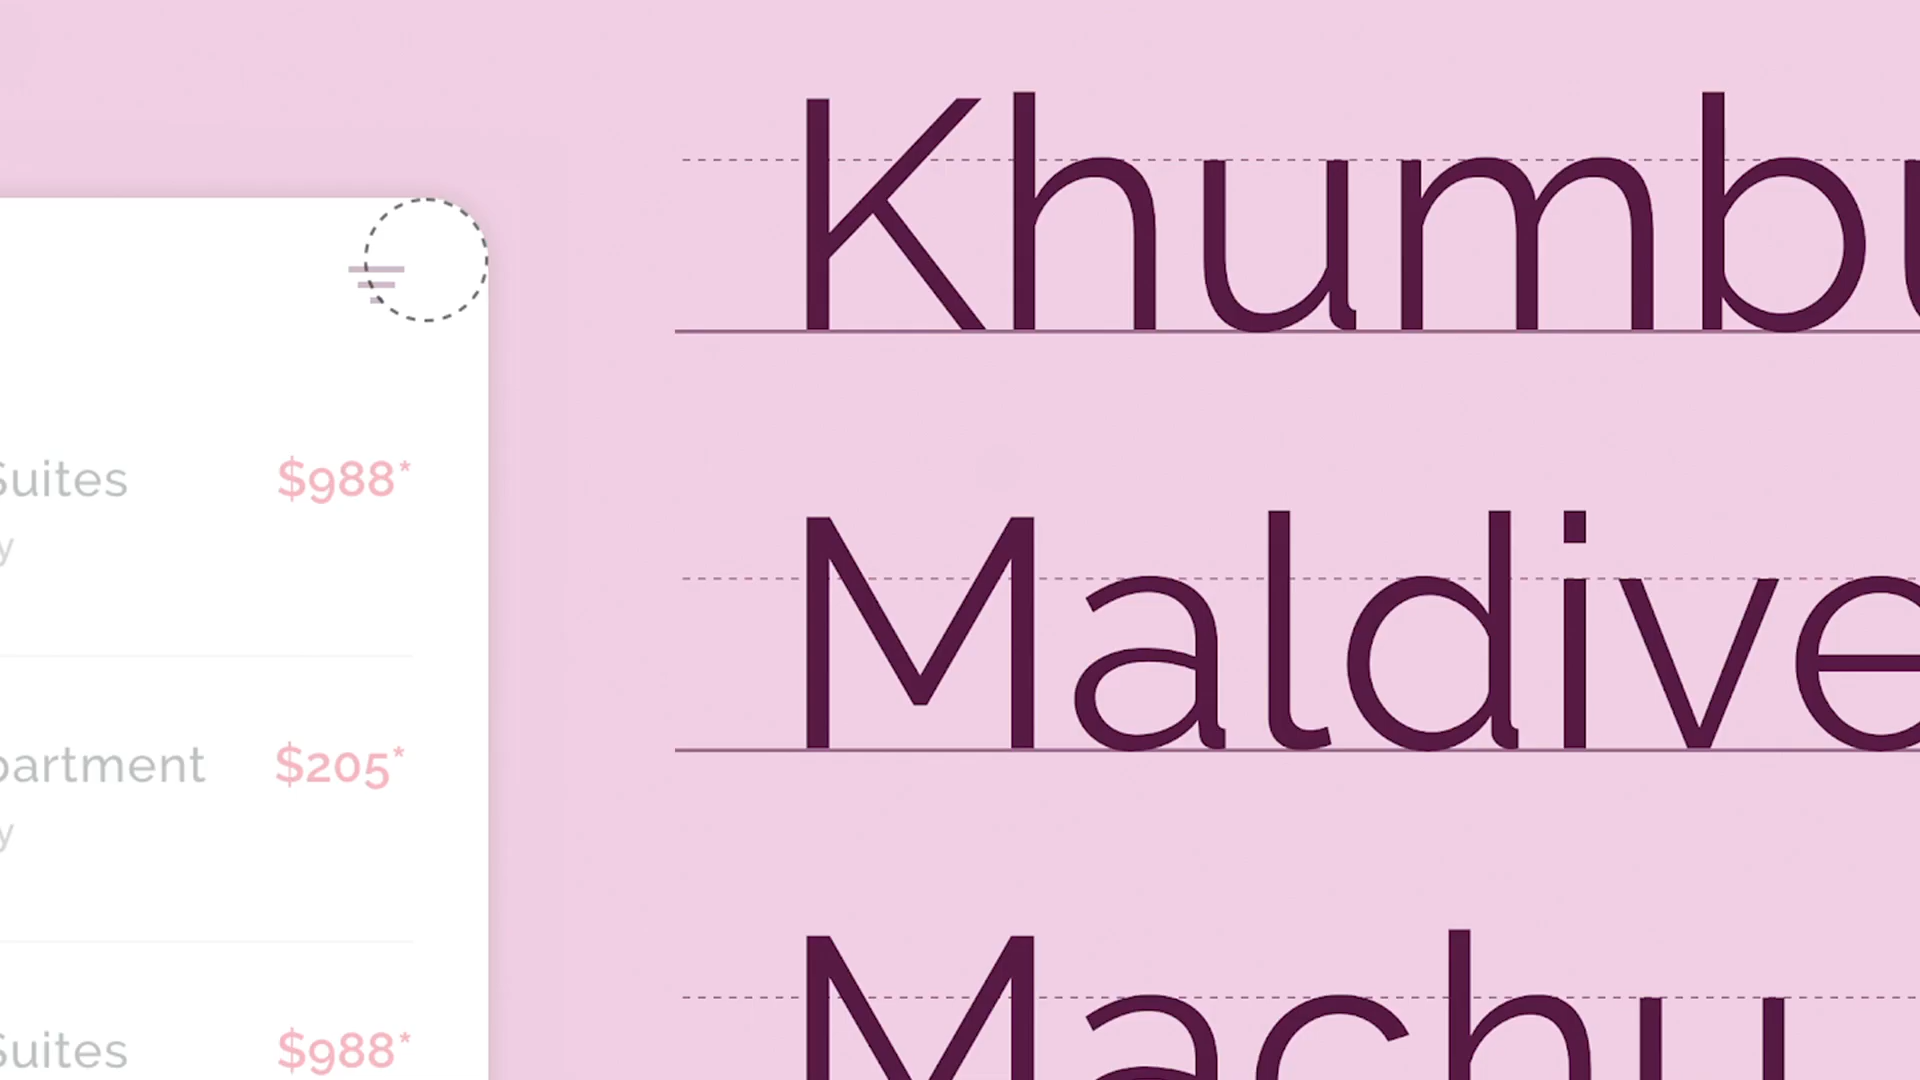 Suites $988*
y
partment $205*
y
Suites $988*
Khumbu
Maldive
Machu